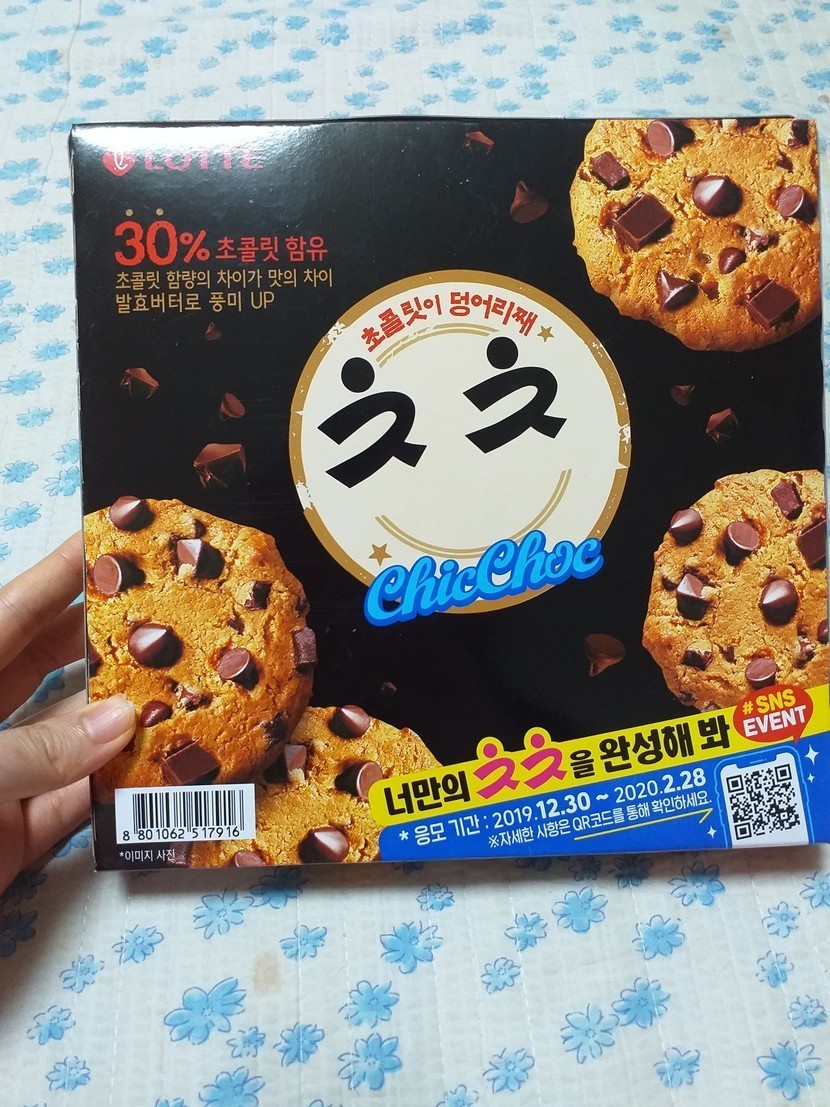 LOTTE
30% 초콜릿 함유
초콜릿 함량의 차이가 맛의 차이
발효버터로 풍미 UP
초콜릿이 덩어리째
ㅊㅊ
ChicChoc
너만의 ㅊㅊ을 완성해 봐
# SNS
EVENT
* 응모 기간 : 2019.12.30 ~ 2020.2.28
※자세한 사항은 QR코드를 통해 확인하세요.
8 801062 517916
*이미지 사진